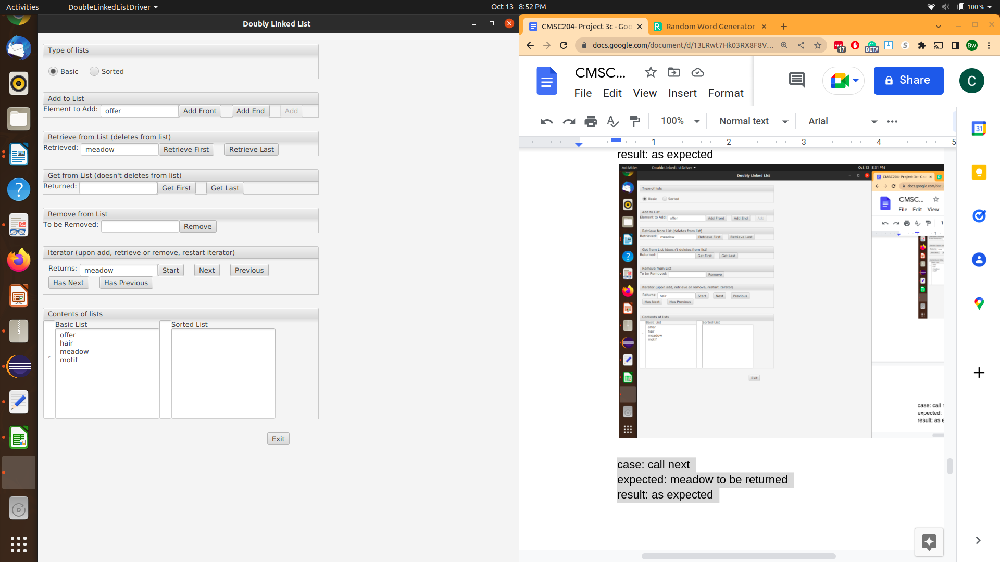 Activities DoubleLinkedListDriver Oct 13 8:52 PM 100 %
Doubly Linked List
Type of lists
Basic Sorted
Add to List
Element to Add: offer Add Front Add End Add
Retrieve from List (deletes from list)
Retrieved: meadow Retrieve First Retrieve Last
Get from List (doesn't deletes from list)
Returned: Get First Get Last
Remove from List
To be Removed: Remove
Iterator (upon add, retrieve or remove, restart iterator)
Returns: meadow Start Next Previous
Has Next Has Previous
Contents of lists
Basic List Sorted List
offer
hair
meadow
motif
-->
Exit
CMSC204- Project 3c - Goo Random Word Generator
docs.google.com/document/d/13LRwt7Hk03RX8F8V...
17 BETA Bw
CMSC... Share C
File Edit View Insert Format
100% Normal text Arial
1 2 3 4 5
31
result: as expected
Activities DoubleLinkedListDriver Oct 13 8:51 PM
Doubly Linked List
CMSC204- Project 3c - Goo
docs.google.com/docu
CMSC...
File Edit View
Type of lists
Basic Sorted
Add to List
Element to Add: offer Add Front Add End Add
Retrieve from List (deletes from list)
Retrieved: meadow Retrieve First Retrieve Last
Get from List (doesn't deletes from list)
Returned: Get First Get Last
Remove from List
To be Removed: Remove
Iterator (upon add, retrieve or remove, restart iterator)
Returns: hair Start Next Previous
Has Next Has Previous
Contents of lists
Basic List Sorted List
offer
hair
meadow
motif
Exit
case: call
expected:
result: as e
case: call next
expected: meadow to be returned
result: as expected